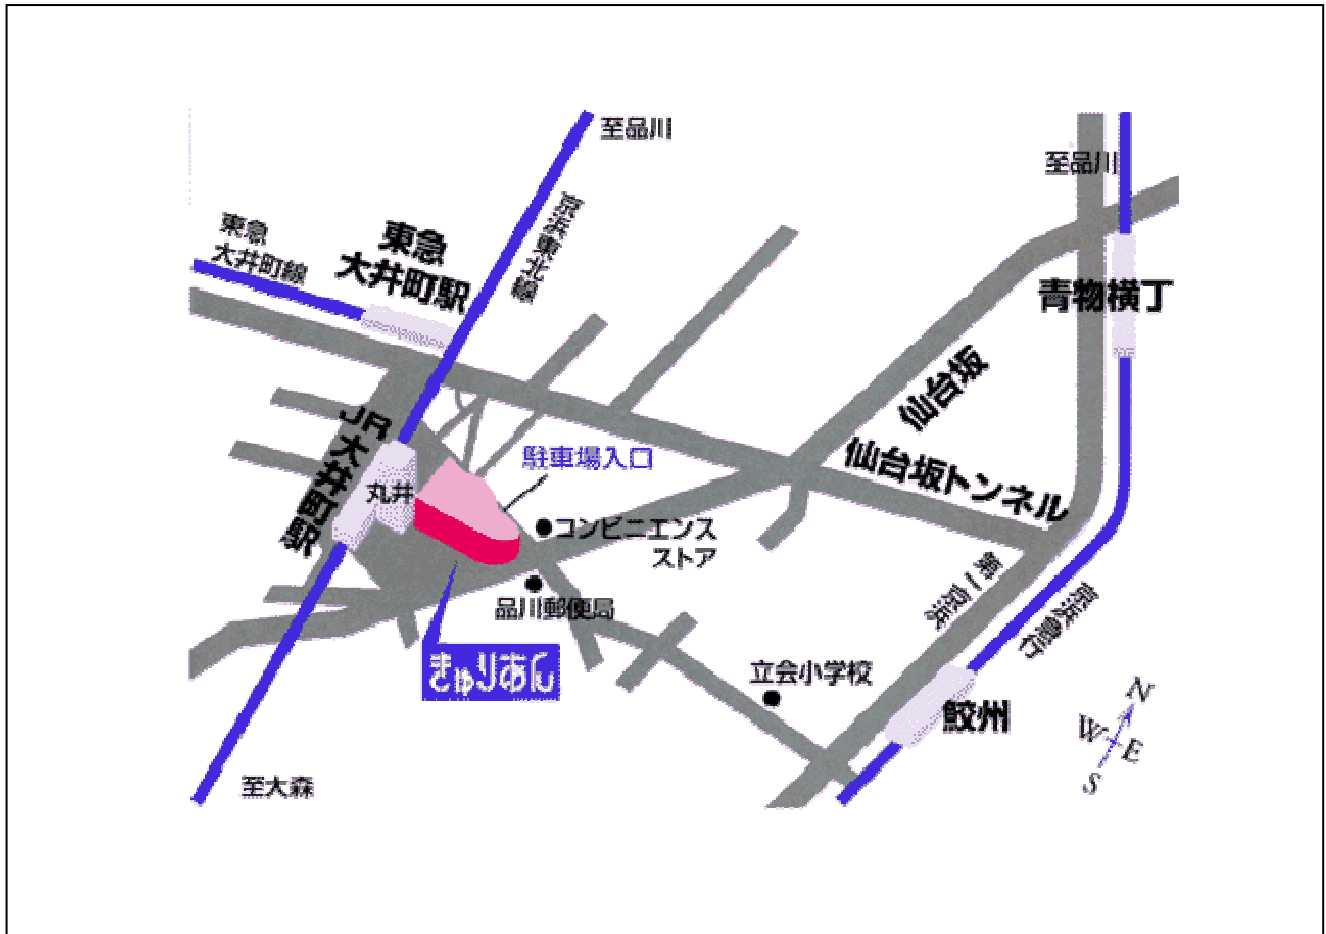 至品川
至品川
京浜東北線
東急
大井町線
東急
大井町駅
青物横丁
仙台坂
仙台坂トンネル
JR
大井町駅
丸井
駐車場入口
コンビニエンス
ストア
品川郵便局
第一京浜
京浜急行
きゅりあん
立会小学校
鮫州
至大森
N
W
E
S